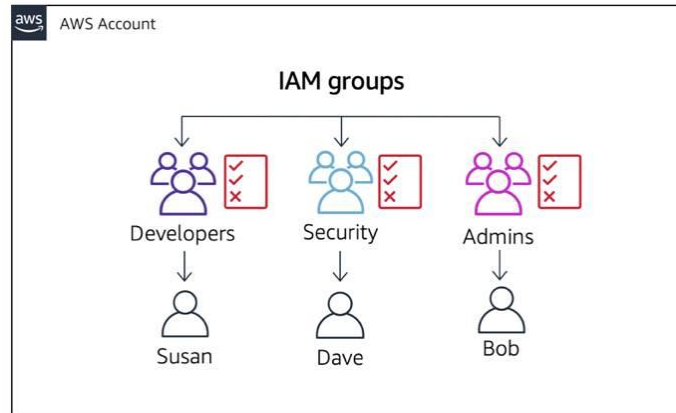 aws
AWS Account
IAM groups
Developers
Security
Admins
Susan
Dave
Bob